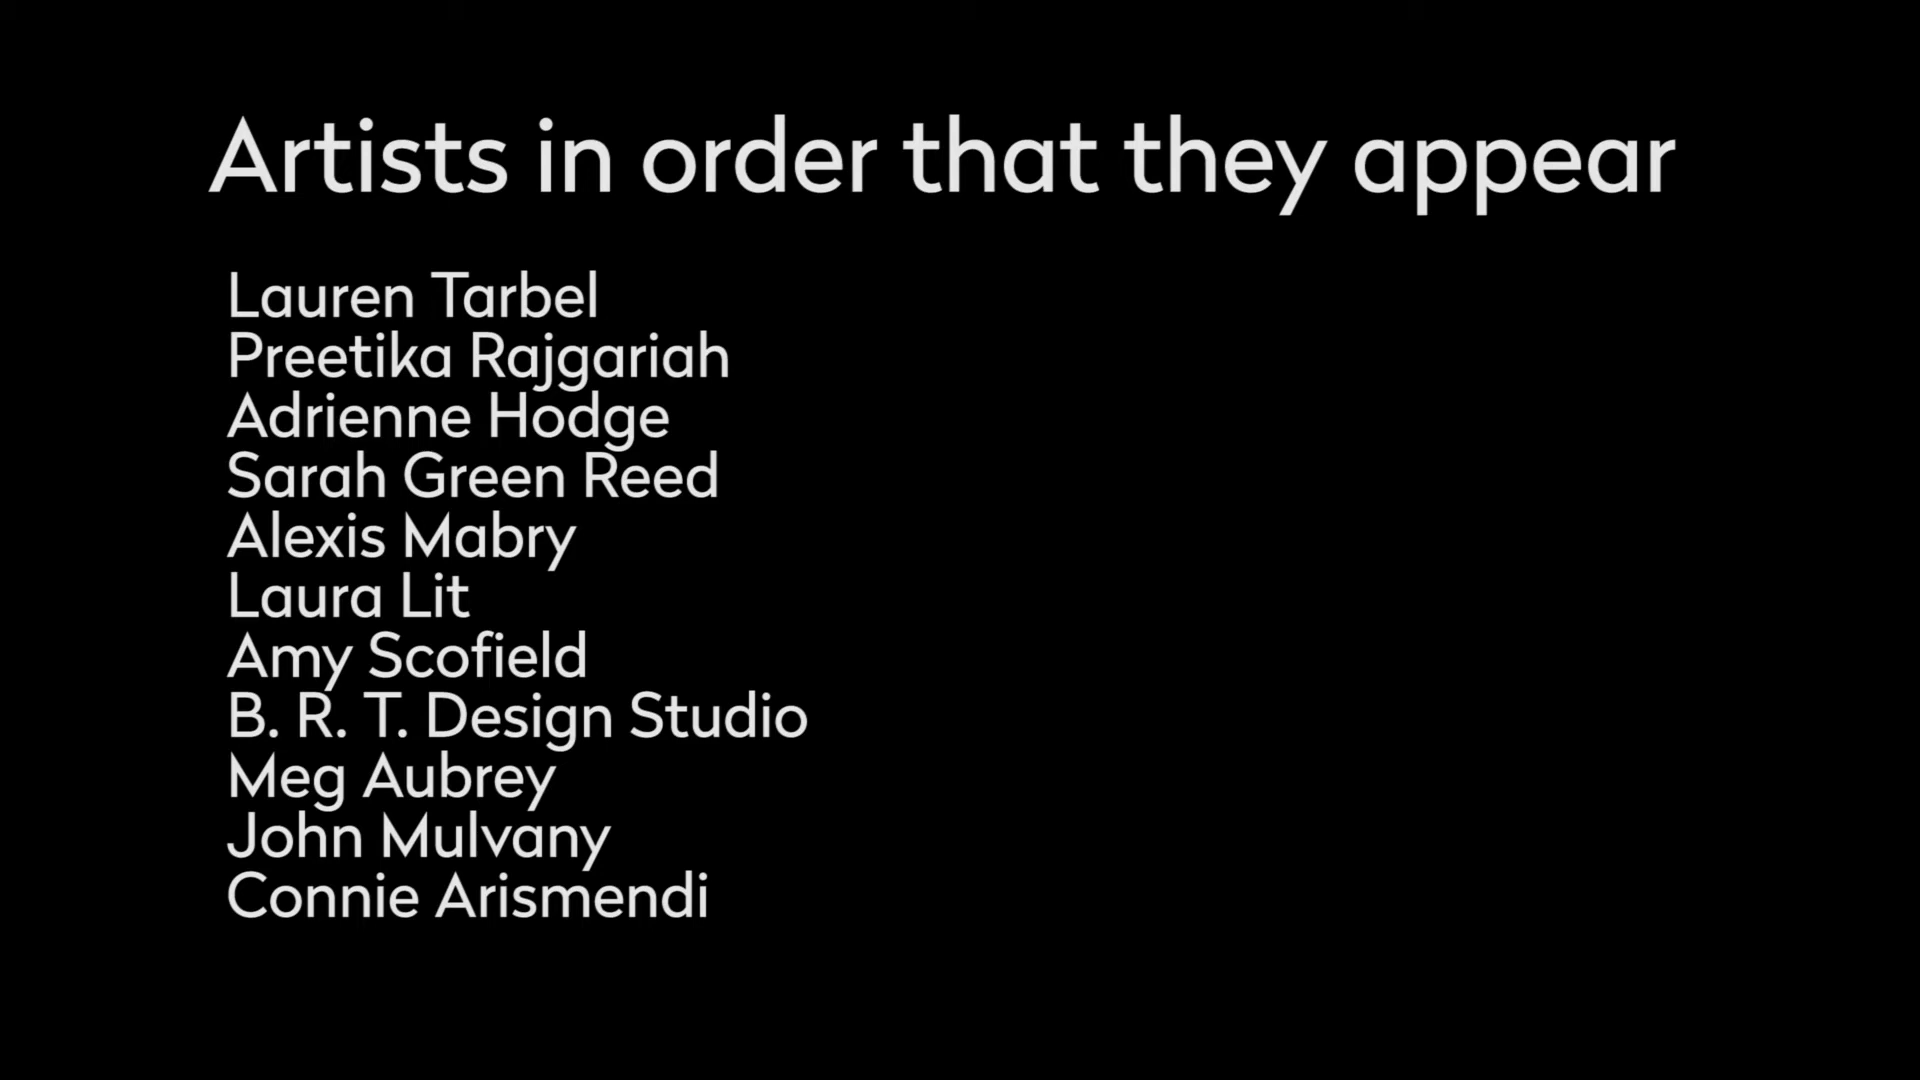 Artists in order that they appear
Lauren Tarbel
Preetika Rajgariah
Adrienne Hodge
Sarah Green Reed
Alexis Mabry
Laura Lit
Amy Scofield
B. R. T. Design Studio
Meg Aubrey
John Mulvany
Connie Arismendi